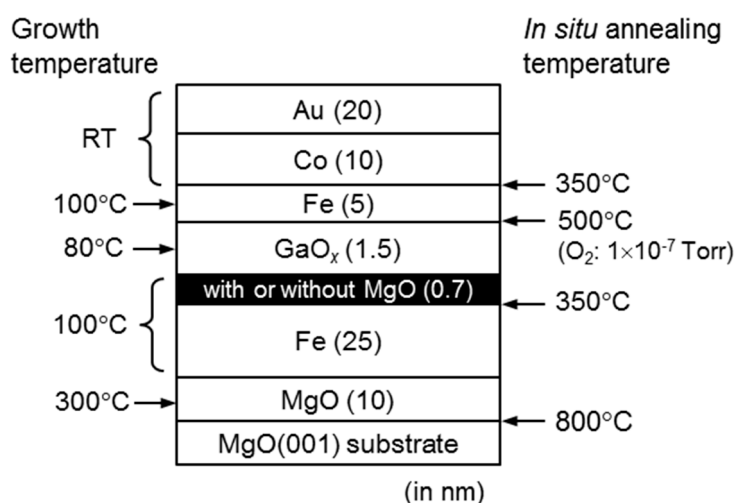 Growth
temperature
In situ annealing
temperature
Au (20)
RT
Co (10)
350°C
100°C
Fe (5)
500°C
80°C
GaOx (1.5)
(O2: 1×10-7 Torr)
with or without MgO (0.7)
350°C
100°C
Fe (25)
300°C
MgO (10)
800°C
MgO(001) substrate
(in nm)